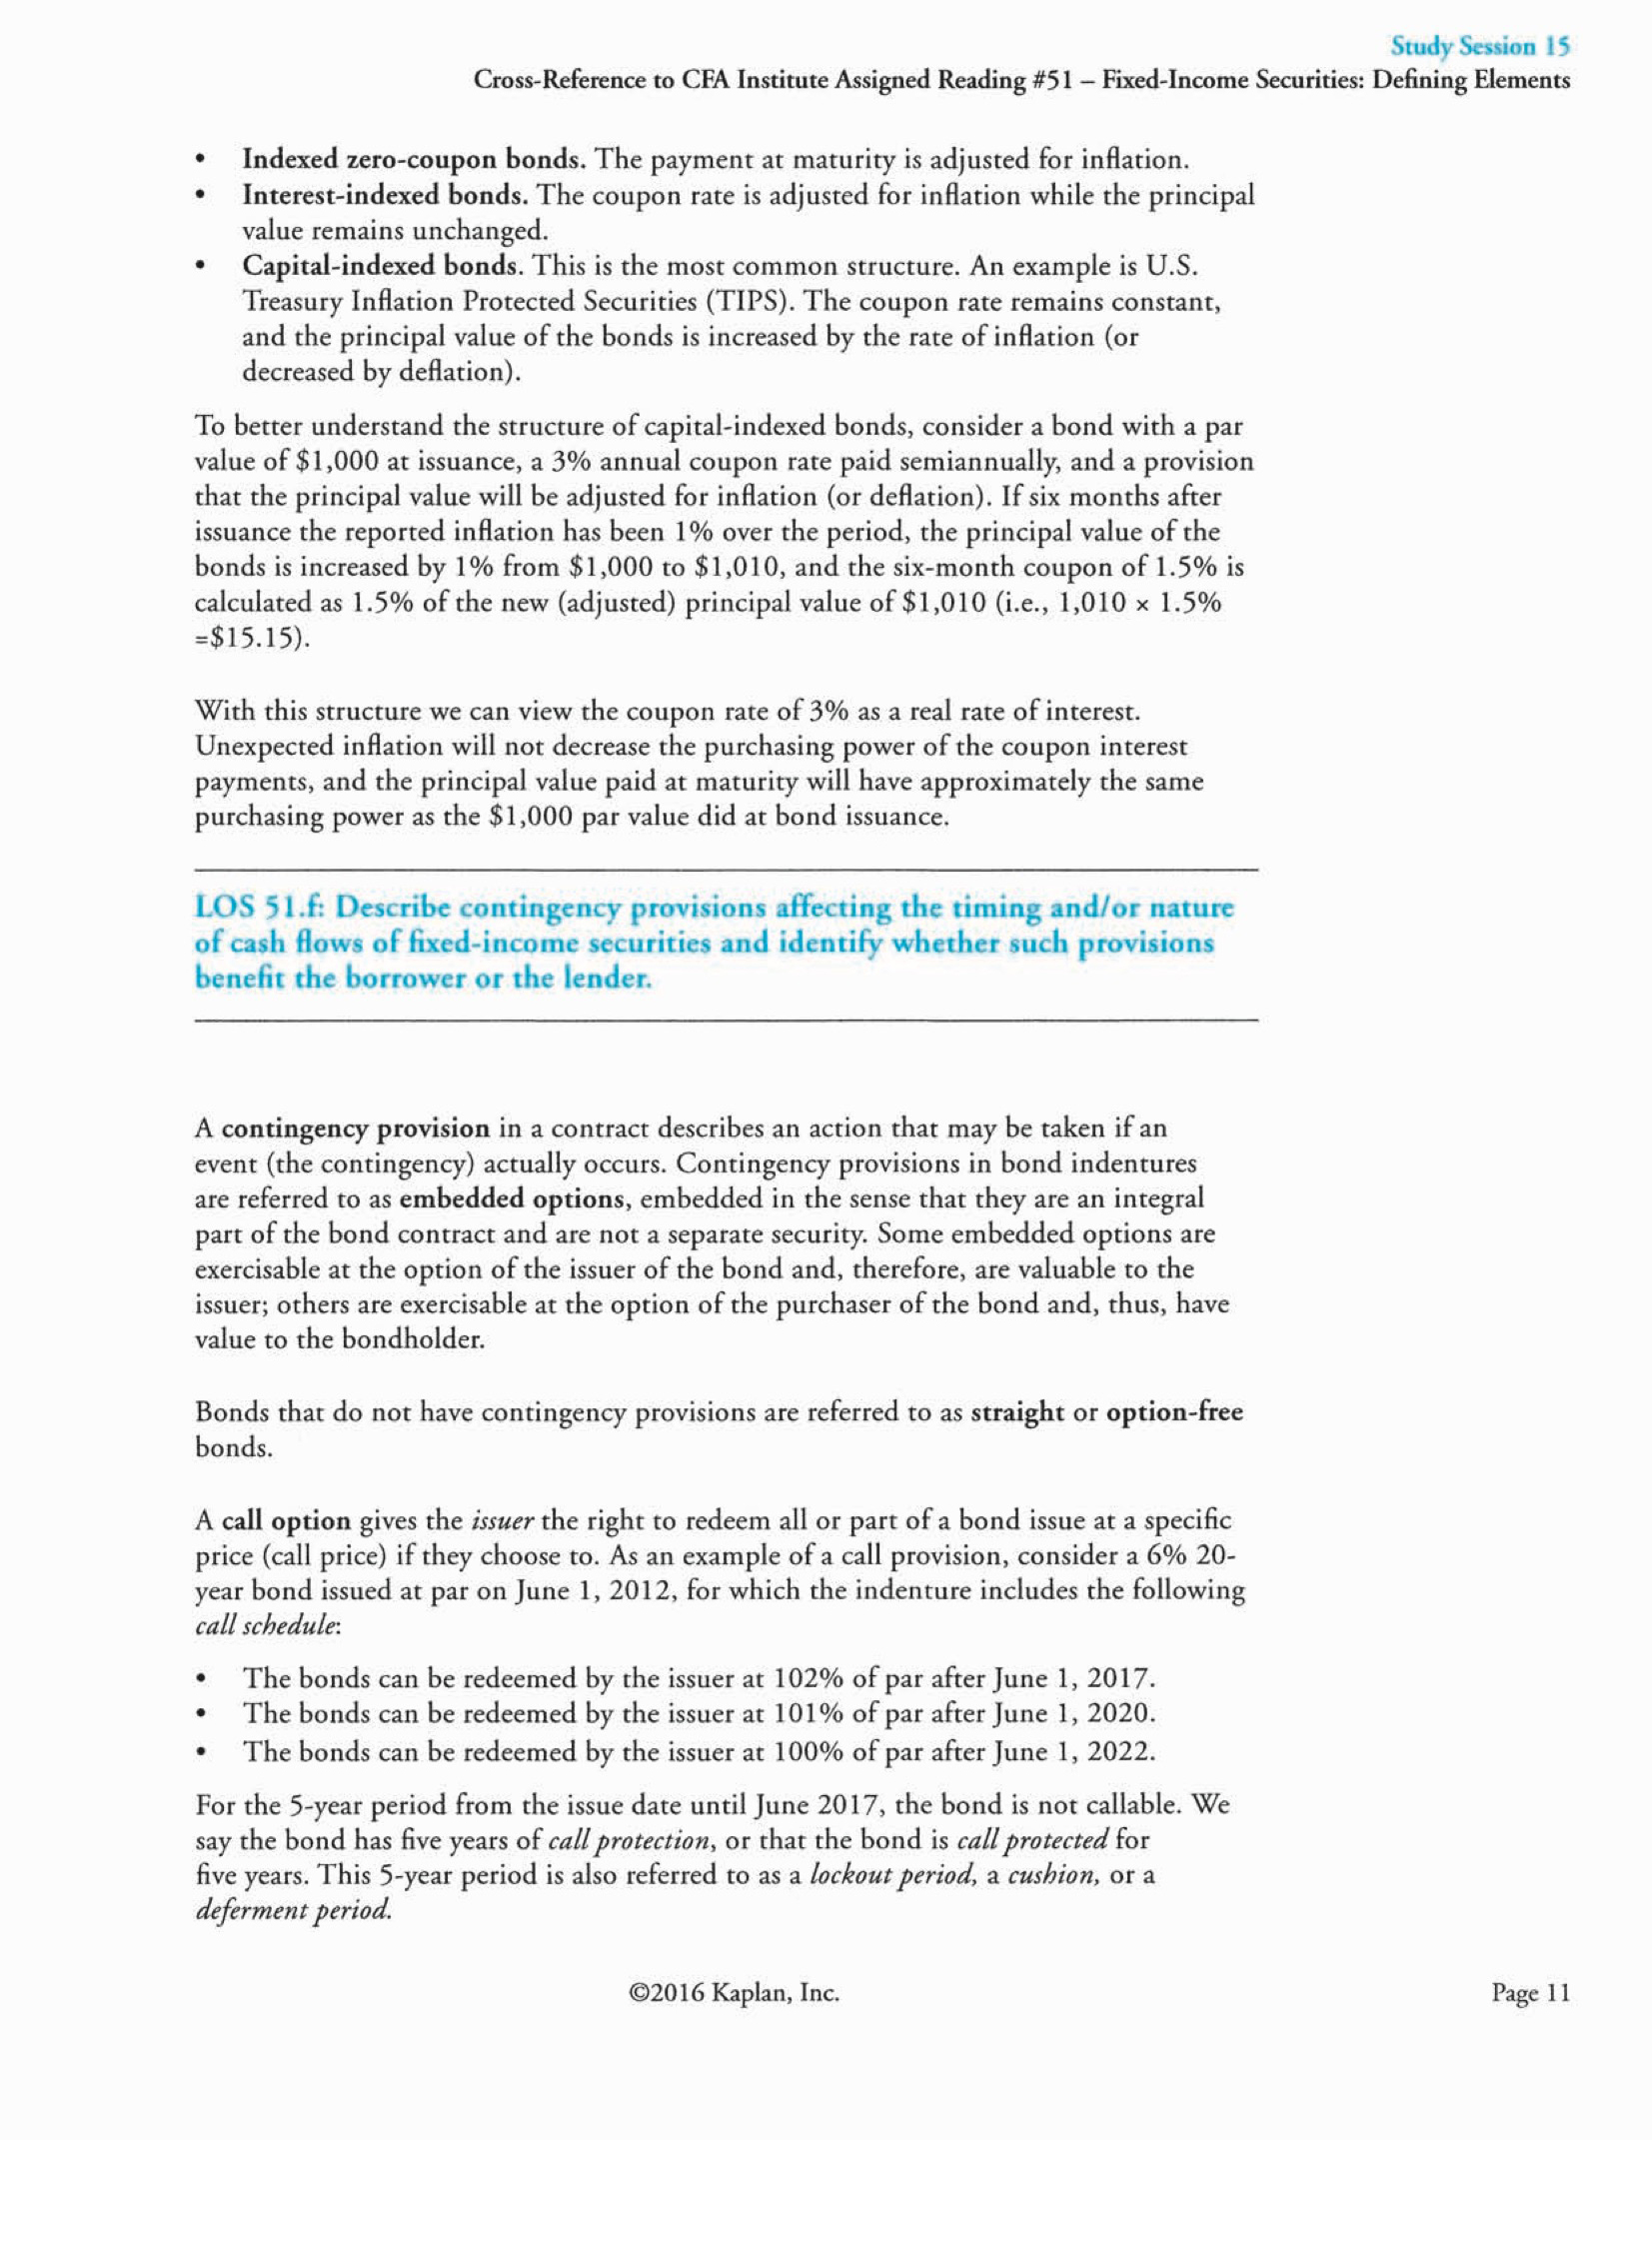 Study Session 15
Cross-Reference to CFA Institute Assigned Reading #51 – Fixed-Income Securities: Defining Elements
• Indexed zero-coupon bonds. The payment at maturity is adjusted for inflation.
• Interest-indexed bonds. The coupon rate is adjusted for inflation while the principal
value remains unchanged.
• Capital-indexed bonds. This is the most common structure. An example is U.S.
Treasury Inflation Protected Securities (TIPS). The coupon rate remains constant,
and the principal value of the bonds is increased by the rate of inflation (or
decreased by deflation).
To better understand the structure of capital-indexed bonds, consider a bond with a par
value of $1,000 at issuance, a 3% annual coupon rate paid semiannually, and a provision
that the principal value will be adjusted for inflation (or deflation). If six months after
issuance the reported inflation has been 1% over the period, the principal value of the
bonds is increased by 1% from $1,000 to $1,010, and the six-month coupon of 1.5% is
calculated as 1.5% of the new (adjusted) principal value of $1,010 (i.e., 1,010 × 1.5%
=$15.15).
With this structure we can view the coupon rate of 3% as a real rate of interest.
Unexpected inflation will not decrease the purchasing power of the coupon interest
payments, and the principal value paid at maturity will have approximately the same
purchasing power as the $1,000 par value did at bond issuance.
LOS 51.f: Describe contingency provisions affecting the timing and/or nature
of cash flows of fixed-income securities and identify whether such provisions
benefit the borrower or the lender.
A contingency provision in a contract describes an action that may be taken if an
event (the contingency) actually occurs. Contingency provisions in bond indentures
are referred to as embedded options, embedded in the sense that they are an integral
part of the bond contract and are not a separate security. Some embedded options are
exercisable at the option of the issuer of the bond and, therefore, are valuable to the
issuer; others are exercisable at the option of the purchaser of the bond and, thus, have
value to the bondholder.
Bonds that do not have contingency provisions are referred to as straight or option-free
bonds.
A call option gives the issuer the right to redeem all or part of a bond issue at a specific
price (call price) if they choose to. As an example of a call provision, consider a 6% 20-
year bond issued at par on June 1, 2012, for which the indenture includes the following
call schedule:
• The bonds can be redeemed by the issuer at 102% of par after June 1, 2017.
• The bonds can be redeemed by the issuer at 101% of par after June 1, 2020.
• The bonds can be redeemed by the issuer at 100% of par after June 1, 2022.
For the 5-year period from the issue date until June 2017, the bond is not callable. We
say the bond has five years of call protection, or that the bond is call protected for
five years. This 5-year period is also referred to as a lockout period, a cushion, or a
deferment period.
©2016 Kaplan, Inc.
Page 11